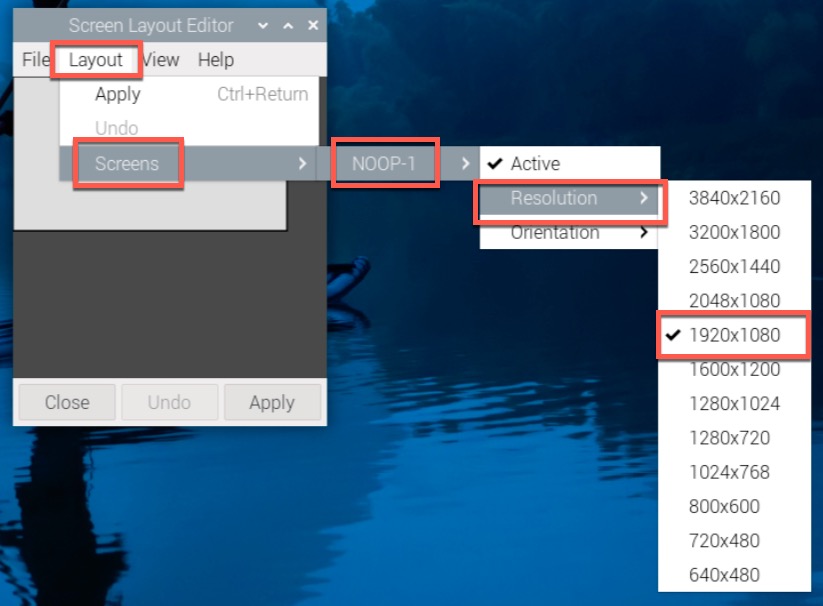 Screen Layout Editor
File Layout View Help
Apply Ctrl+Return
Undo
Screens NOOP-1 Active
Resolution
Orientation
3840x2160
3200x1800
2560x1440
2048x1080
1920x1080
1600x1200
1280x1024
1280x720
1024x768
800x600
720x480
640x480
Close Undo Apply